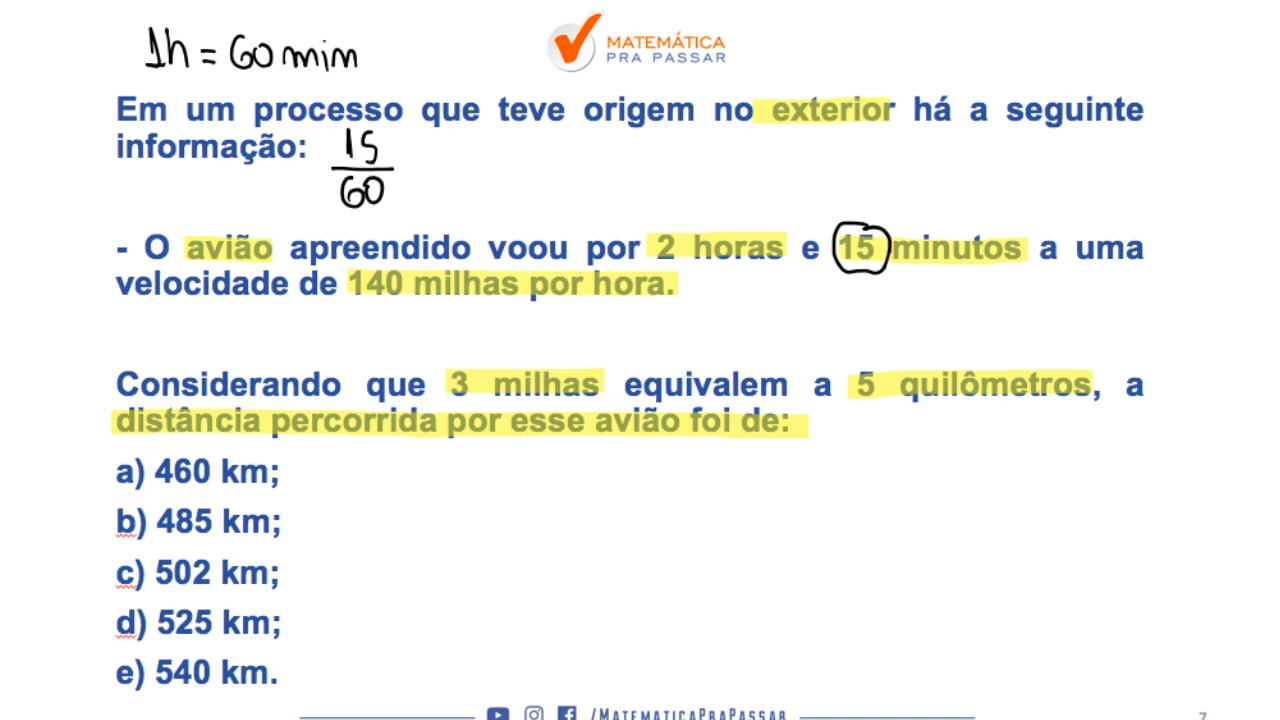 1h = 60 min
MATEMÁTICA
PRA PASSAR
Em um processo que teve origem no exterior há a seguinte
informação:
15
60
- O avião apreendido voou por 2 horas e 15 minutos a uma
velocidade de 140 milhas por hora.
Considerando que 3 milhas equivalem a 5 quilômetros, a
distância percorrida por esse avião foi de:
a) 460 km;
b) 485 km;
c) 502 km;
d) 525 km;
e) 540 km.
/MATEMATICAPRAPASSAR
7